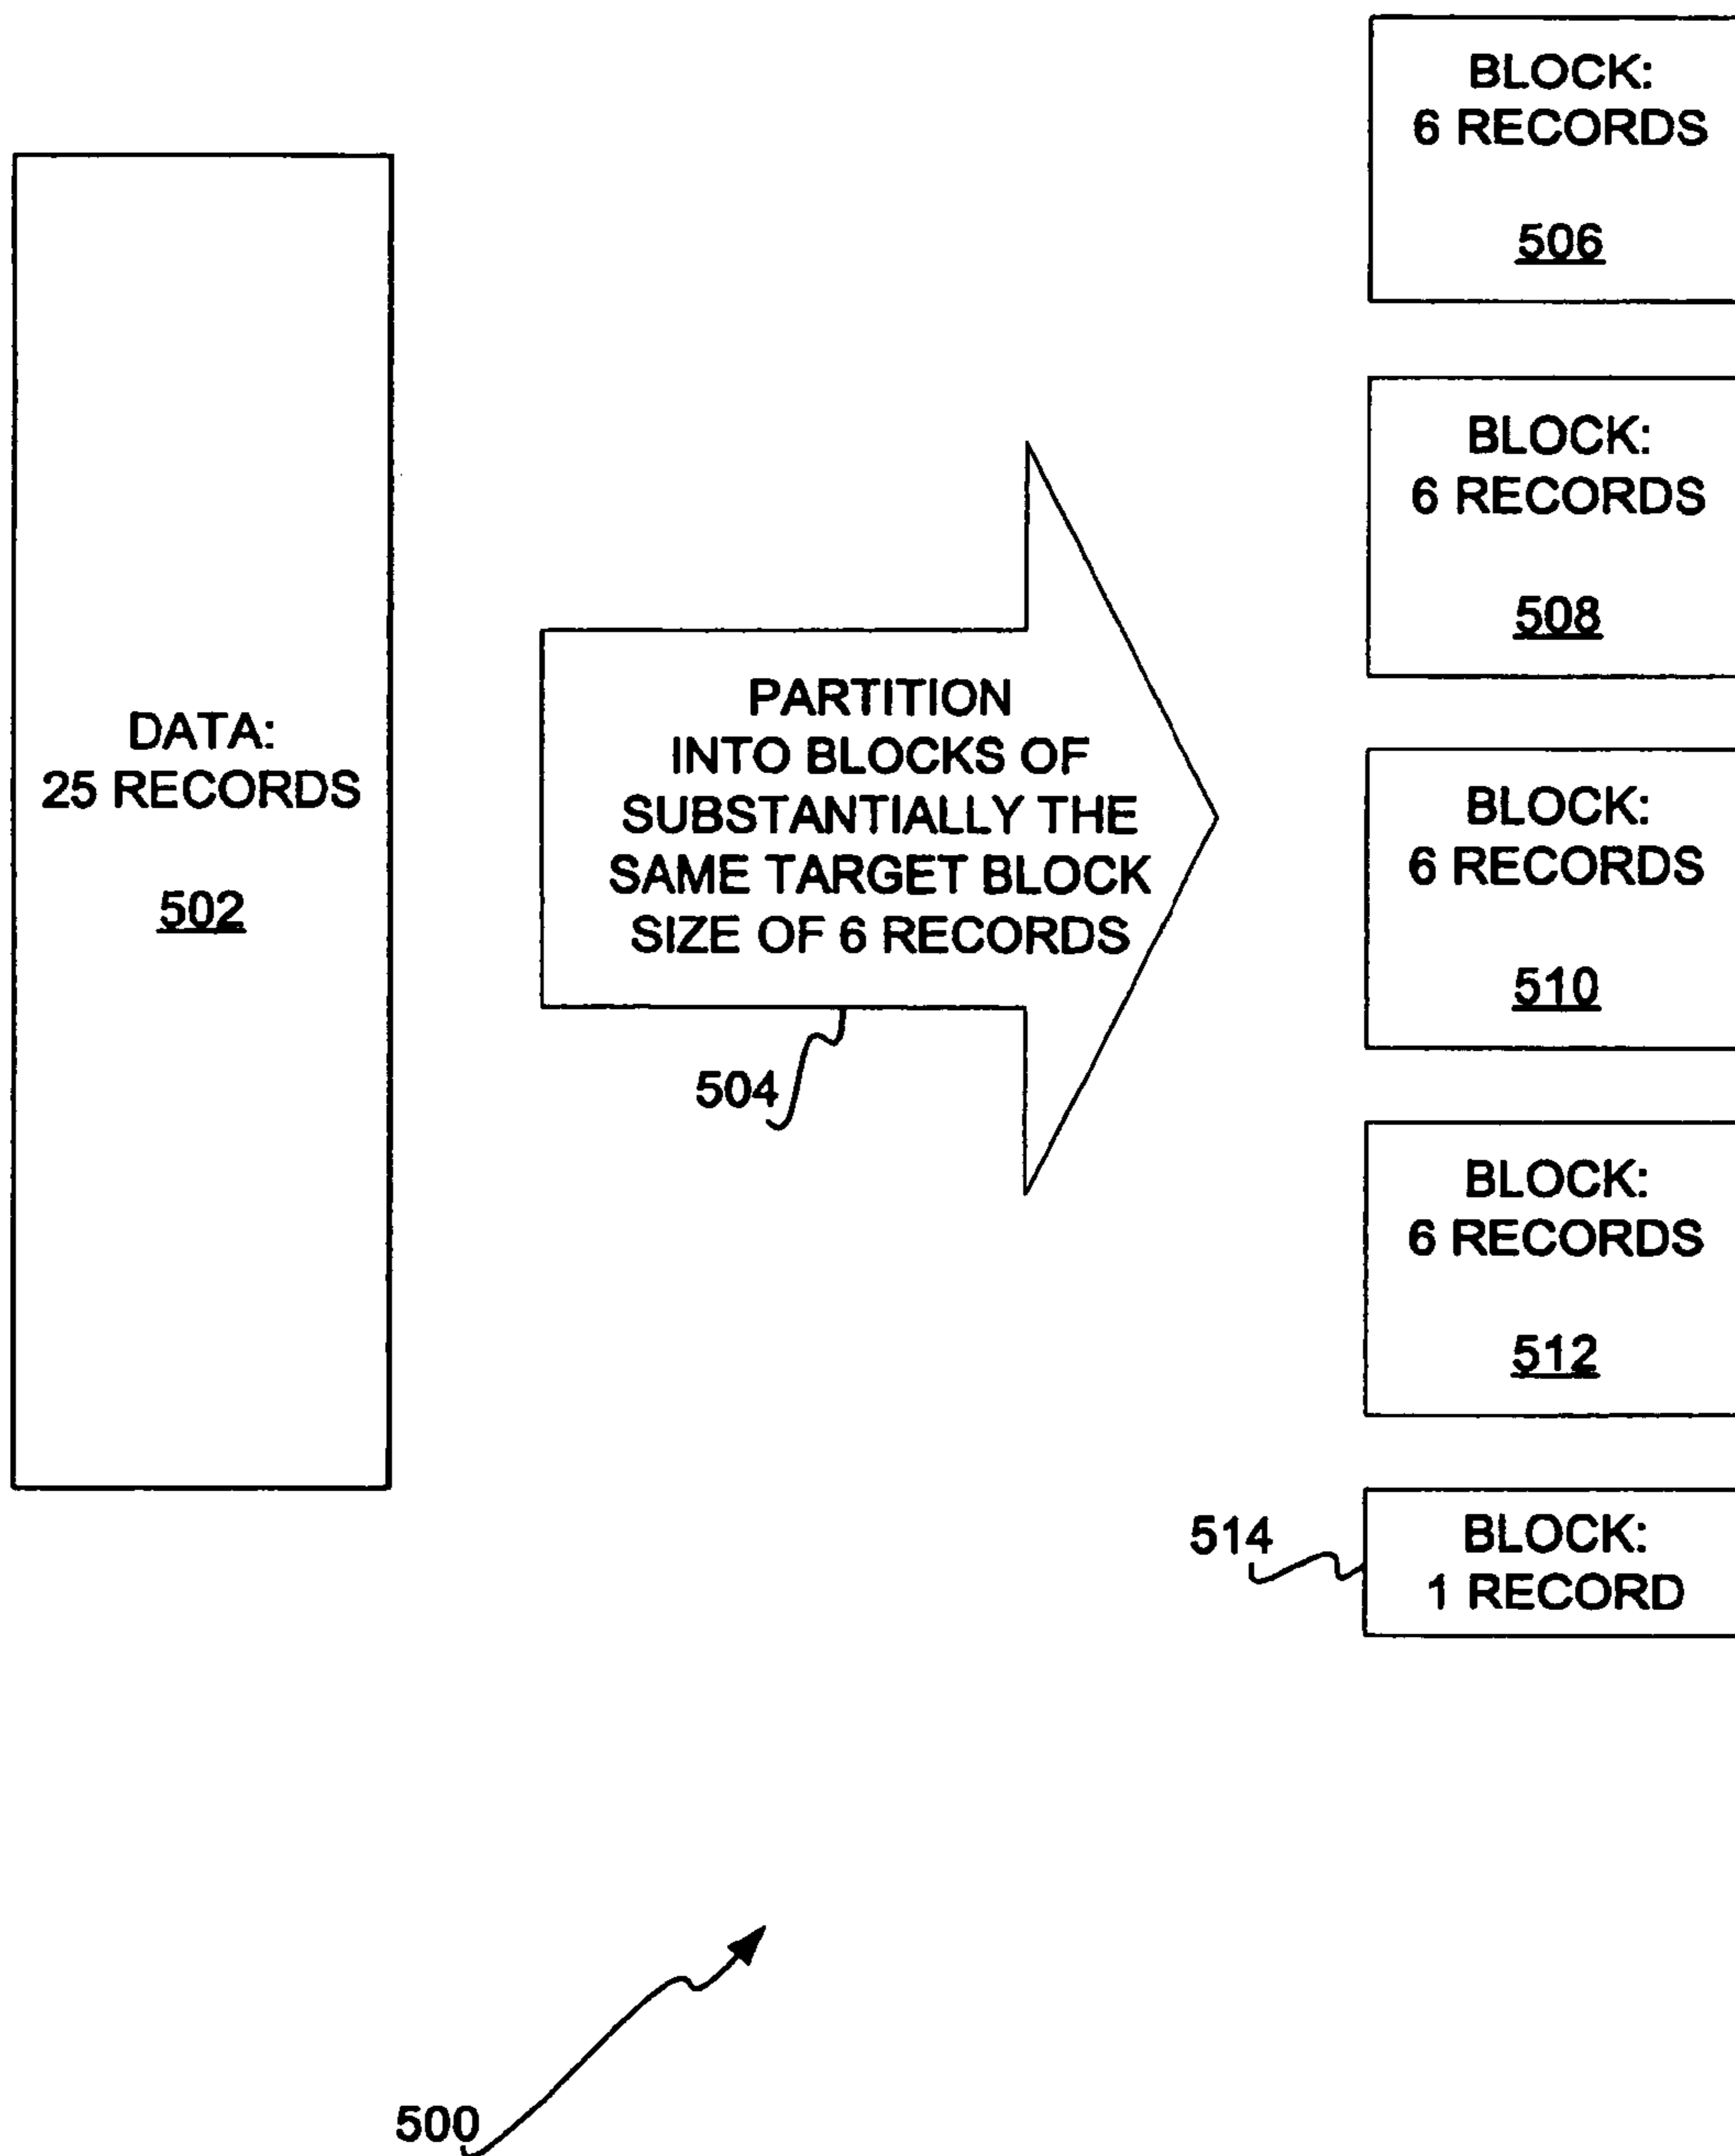 DATA:
25 RECORDS
502
PARTITION
INTO BLOCKS OF
SUBSTANTIALLY THE
SAME TARGET BLOCK
SIZE OF 6 RECORDS
504
BLOCK:
6 RECORDS
506
BLOCK:
6 RECORDS
508
BLOCK:
6 RECORDS
510
BLOCK:
6 RECORDS
512
514
BLOCK:
1 RECORD
500